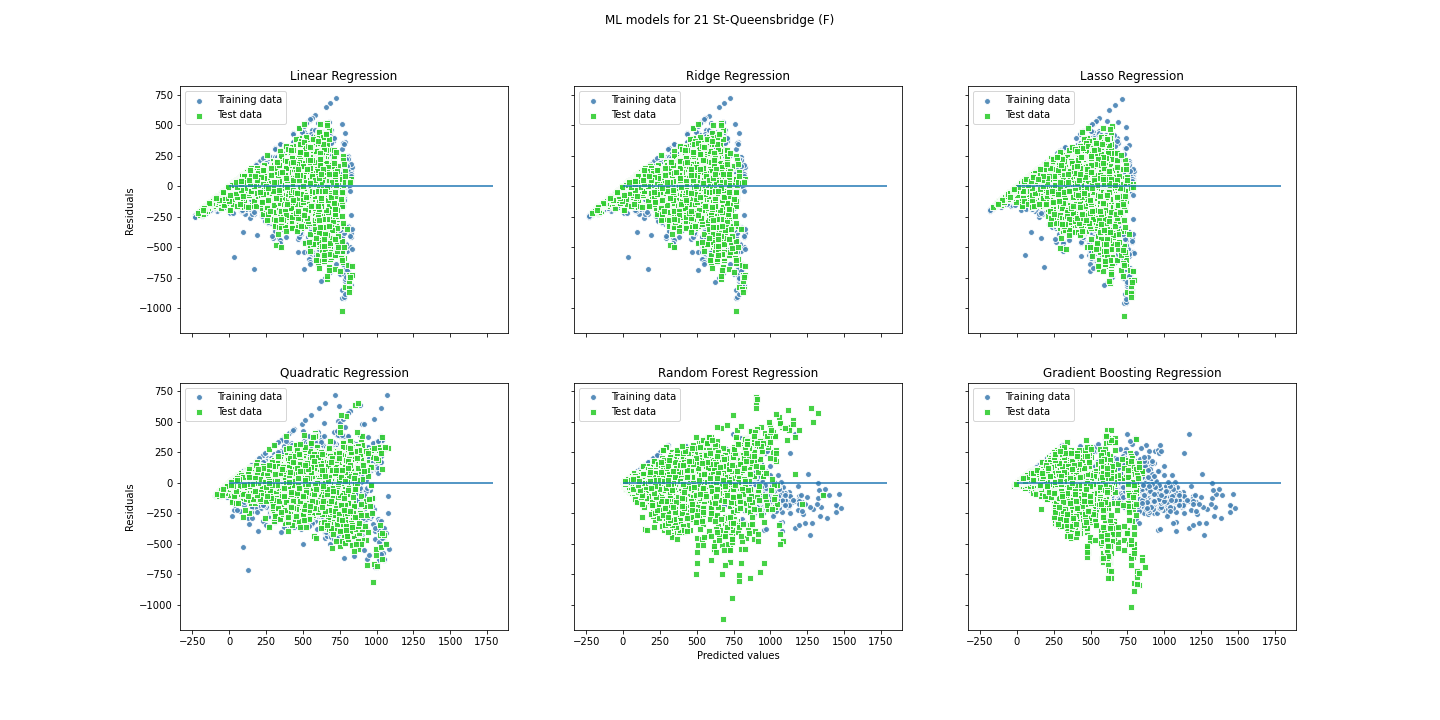 ML models for 21 St-Queensbridge (F)
Linear Regression
Ridge Regression
Lasso Regression
750
500
250
0
−250
−500
−750
−1000
Residuals
Training data
Test data
Training data
Test data
Training data
Test data
Quadratic Regression
Random Forest Regression
Gradient Boosting Regression
750
500
250
0
−250
−500
−750
−1000
Residuals
Training data
Test data
Training data
Test data
Training data
Test data
−250 0 250 500 750 1000 1250 1500 1750
−250 0 250 500 750 1000 1250 1500 1750
−250 0 250 500 750 1000 1250 1500 1750
Predicted values